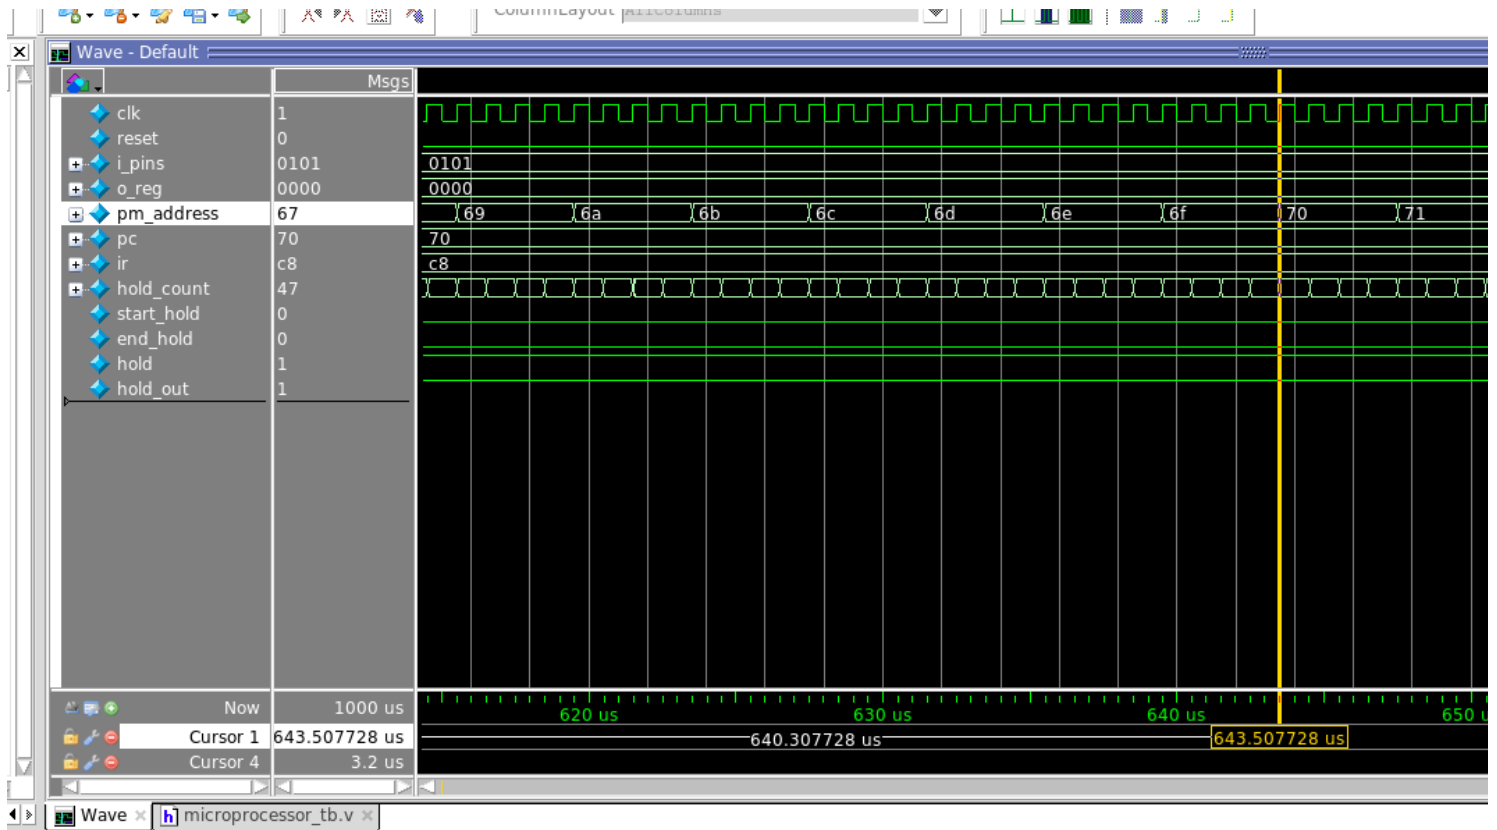 ColumnLayout AllColumns
Wave - Default
Msgs
clk 1
reset 0
i_pins 0101 0101
o_reg 0000 0000
pm_address 67 69 6a 6b 6c 6d 6e 6f 70 71
pc 70 70
ir c8 c8
hold_count 47
start_hold 0
end_hold 0
hold 1
hold_out 1
Now 1000 us 620 us 630 us 640 us 650 u
Cursor 1 643.507728 us 640.307728 us 643.507728 us
Cursor 4 3.2 us
Wave h microprocessor_tb.v